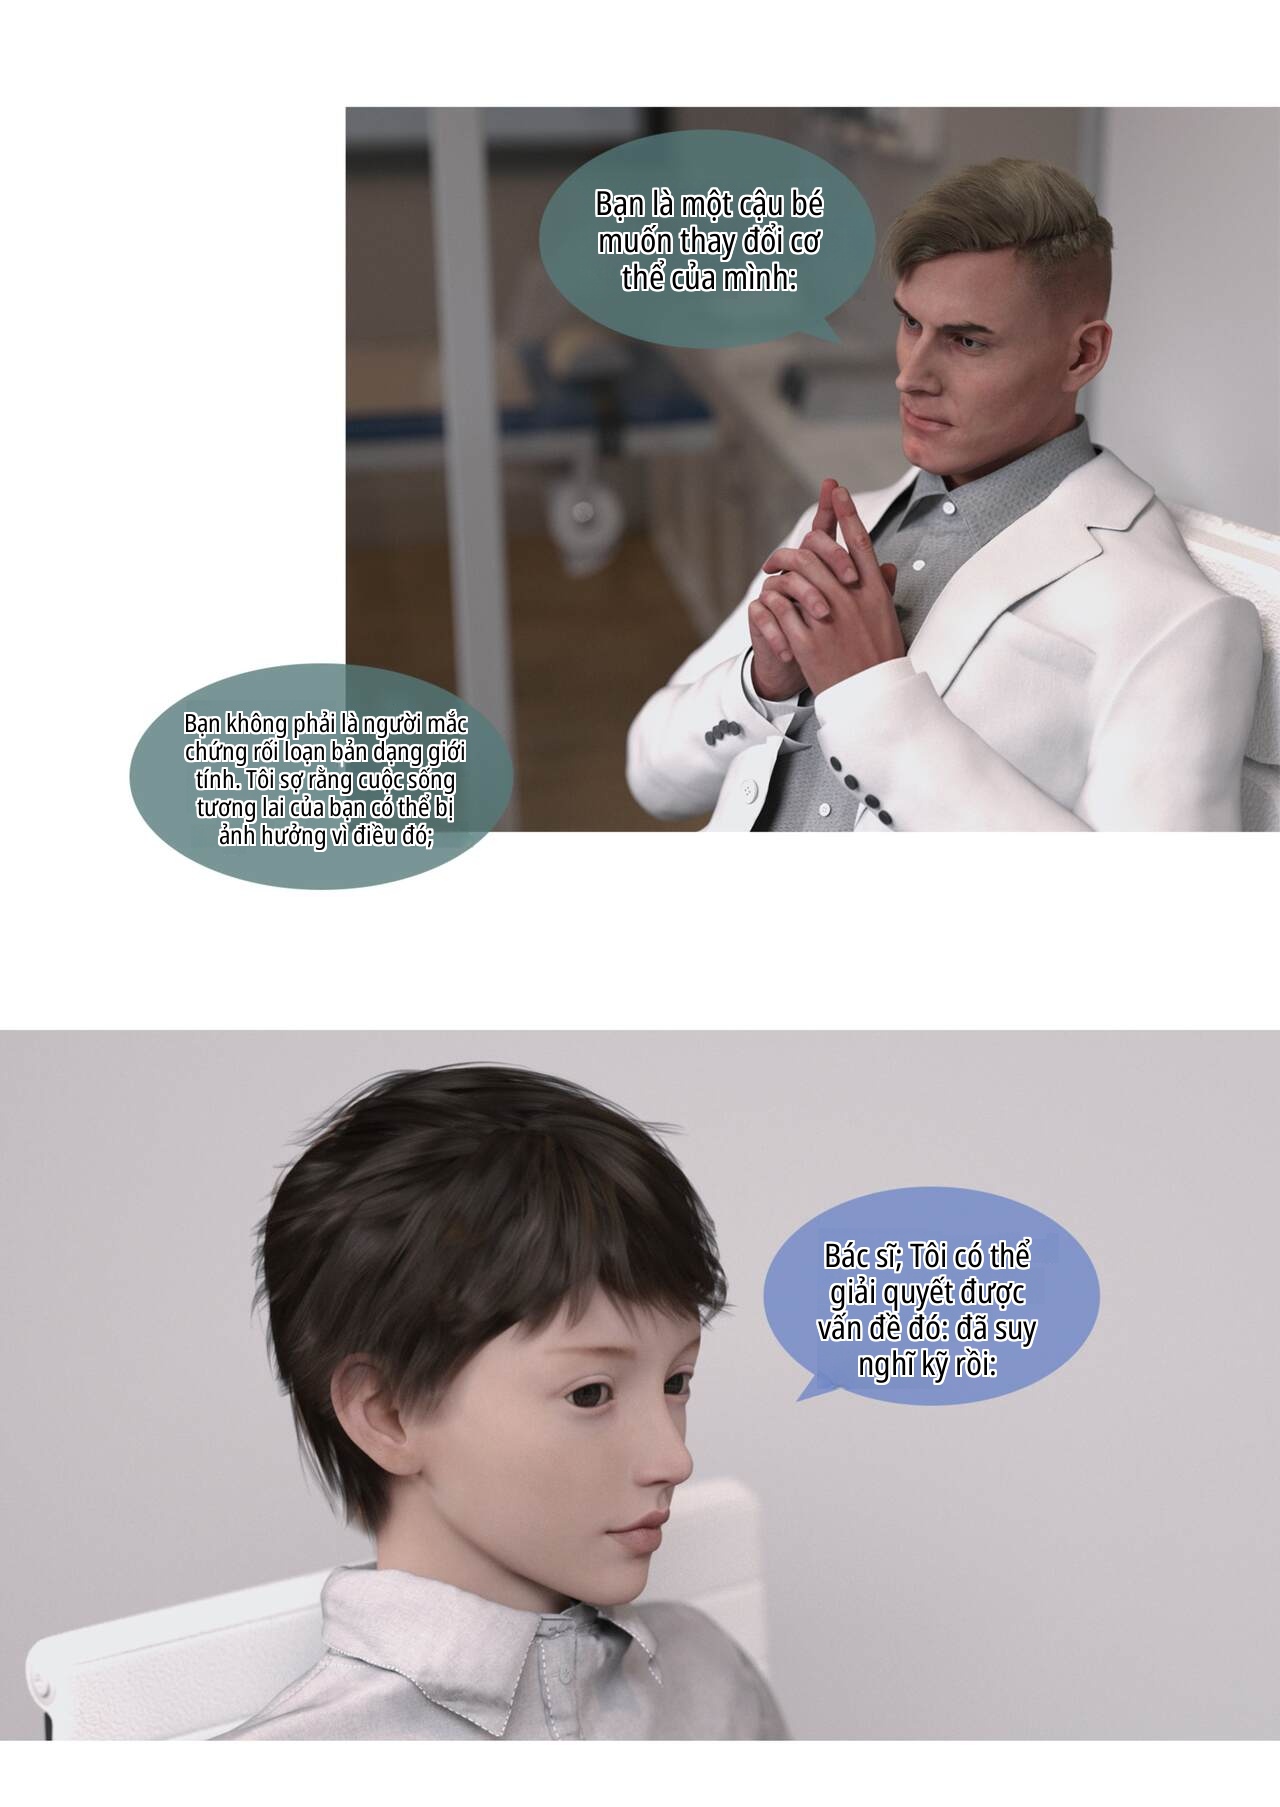 Bạn là một cậu bé
muốn thay đổi cơ
thể của mình:
Bạn không phải là người mắc
chứng rối loạn bản dạng giới
tính. Tôi sợ rằng cuộc sống
tương lai của bạn có thể bị
ảnh hưởng vì điều đó;
Bác sĩ; Tôi có thể
giải quyết được
vấn đề đó: đã suy
nghĩ kỹ rồi: